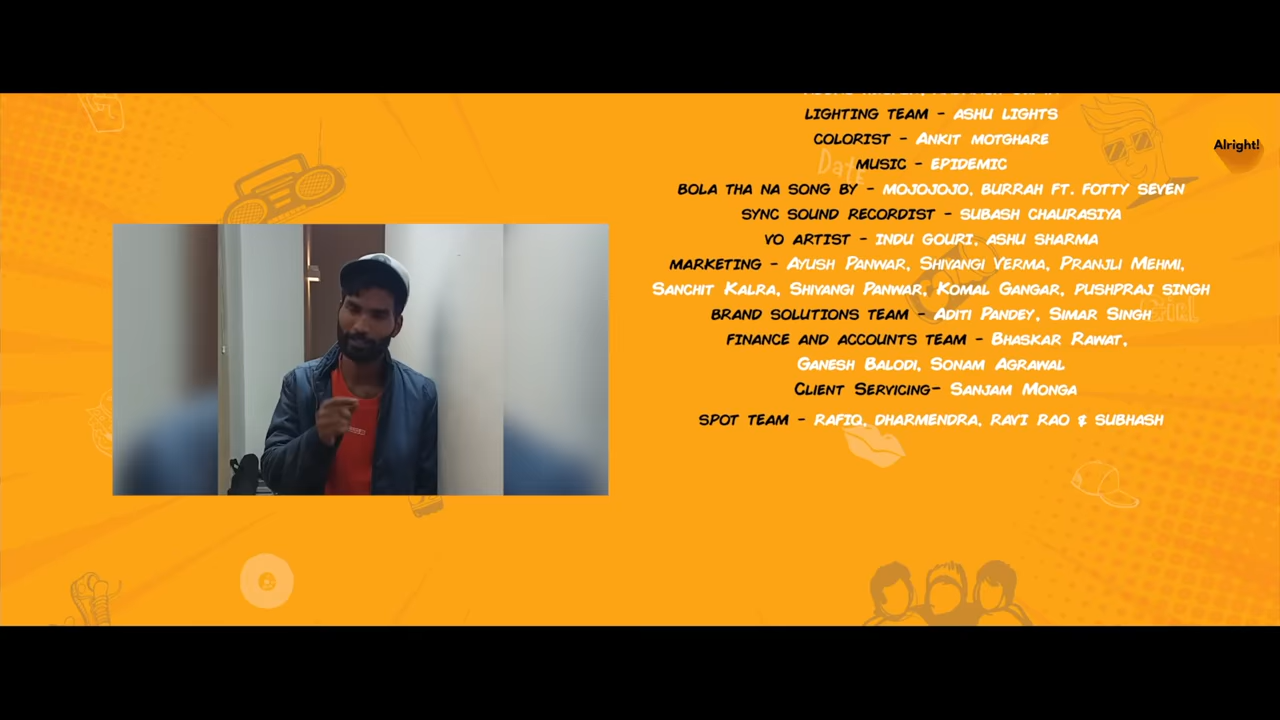 LIGHTING TEAM - ASHU LIGHTS
COLORIST - ANKIT MOTGHARE
MUSIC - EPIDEMIC
BOLA THA NA SONG BY - MOJOJOJO, BURRAH FT. FOTTY SEVEN
SYNC SOUND RECORDIST - SUBASH CHAURASIYA
VO ARTIST - INDU GOURI, ASHU SHARMA
MARKETING - AYUSH PANWAR, SHIVANGI VERMA, PRANJLI MEHMI,
SANCHIT KALRA, SHIVANGI PANWAR, KOMAL GANGAR, PUSHPRAJ SINGH
BRAND SOLUTIONS TEAM - ADITI PANDEY, SIMAR SINGH
FINANCE AND ACCOUNTS TEAM - BHASKAR RAWAT,
GANESH BALODI, SONAM AGRAWAL
CLIENT SERVICING- SANJAM MONGA
SPOT TEAM - RAFIQ, DHARMENDRA, RAVI RAO & SUBHASH
Alright!